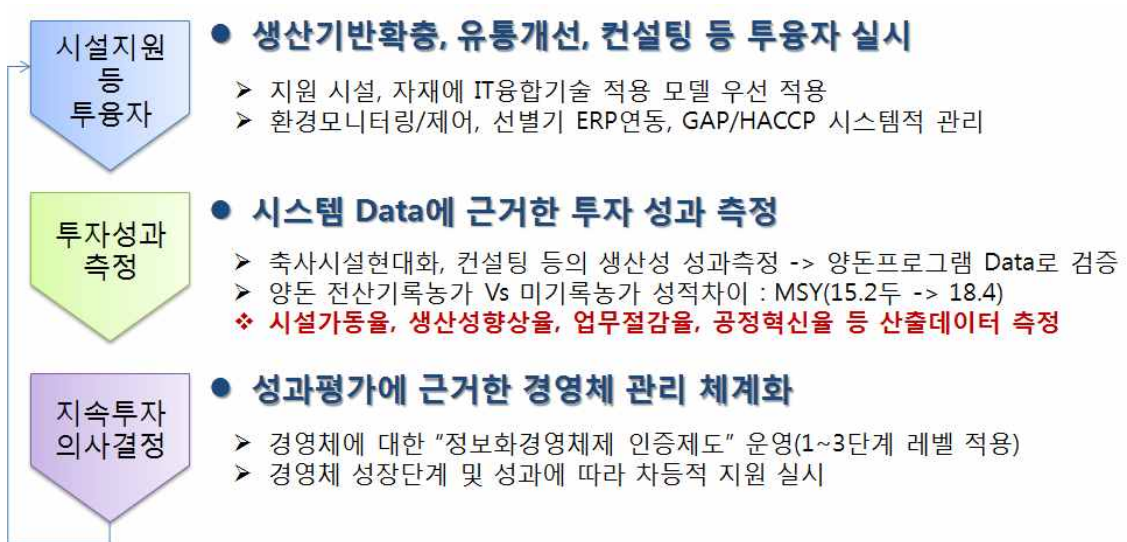 시설지원
등
투융자
● 생산기반확충, 유통개선, 컨설팅 등 투융자 실시
➢ 지원 시설, 자재에 IT융합기술 적용 모델 우선 적용
➢ 환경모니터링/제어, 선별기 ERP연동, GAP/HACCP 시스템적 관리
투자성과
측정
● 시스템 Data에 근거한 투자 성과 측정
➢ 축사시설현대화, 컨설팅 등의 생산성 성과측정 -> 양돈프로그램 Data로 검증
➢ 양돈 전산기록농가 Vs 미기록농가 성적차이 : MSY(15.2두 -> 18.4)
❖ 시설가동율, 생산성향상율, 업무절감율, 공정혁신율 등 산출데이터 측정
지속투자
의사결정
● 성과평가에 근거한 경영체 관리 체계화
➢ 경영체에 대한 “정보화경영체제 인증제도” 운영(1~3단계 레벨 적용)
➢ 경영체 성장단계 및 성과에 따라 차등적 지원 실시